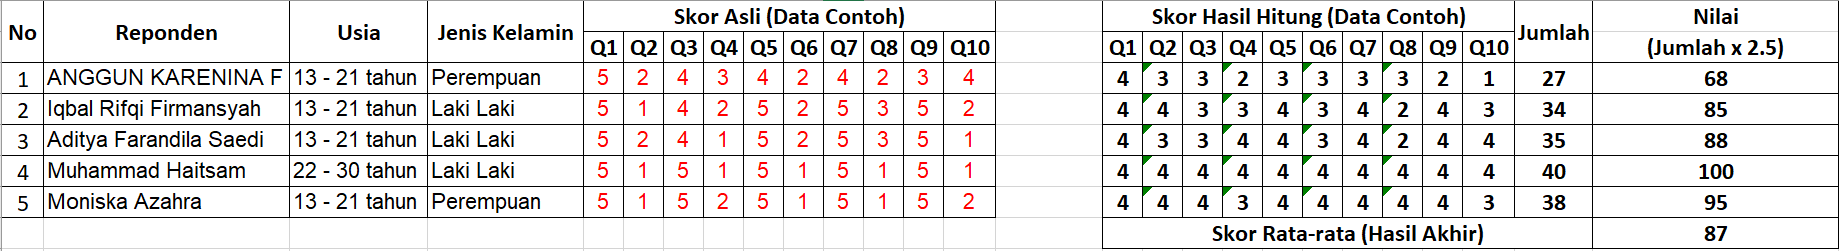 No Reponden Usia Jenis Kelamin Skor Asli (Data Contoh) Skor Hasil Hitung (Data Contoh) Jumlah Nilai
Q1 Q2 Q3 Q4 Q5 Q6 Q7 Q8 Q9 Q10 Q1 Q2 Q3 Q4 Q5 Q6 Q7 Q8 Q9 Q10 (Jumlah x 2.5)
1 ANGGUN KARENINA F 13 - 21 tahun Perempuan 5 2 4 3 4 2 4 2 3 4 4 3 3 2 3 3 3 3 2 1 27 68
2 Iqbal Rifqi Firmansyah 13 - 21 tahun Laki Laki 5 1 4 2 5 2 5 3 5 2 4 4 3 3 4 3 4 2 4 3 34 85
3 Aditya Farandila Saedi 13 - 21 tahun Laki Laki 5 2 4 1 5 2 5 3 5 1 4 3 3 4 4 3 4 2 4 4 35 88
4 Muhammad Haitsam 22 - 30 tahun Laki Laki 5 1 5 1 5 1 5 1 5 1 4 4 4 4 4 4 4 4 4 4 40 100
5 Moniska Azahra 13 - 21 tahun Perempuan 5 1 5 2 5 1 5 1 5 2 4 4 4 3 4 4 4 4 4 3 38 95
Skor Rata-rata (Hasil Akhir) 87